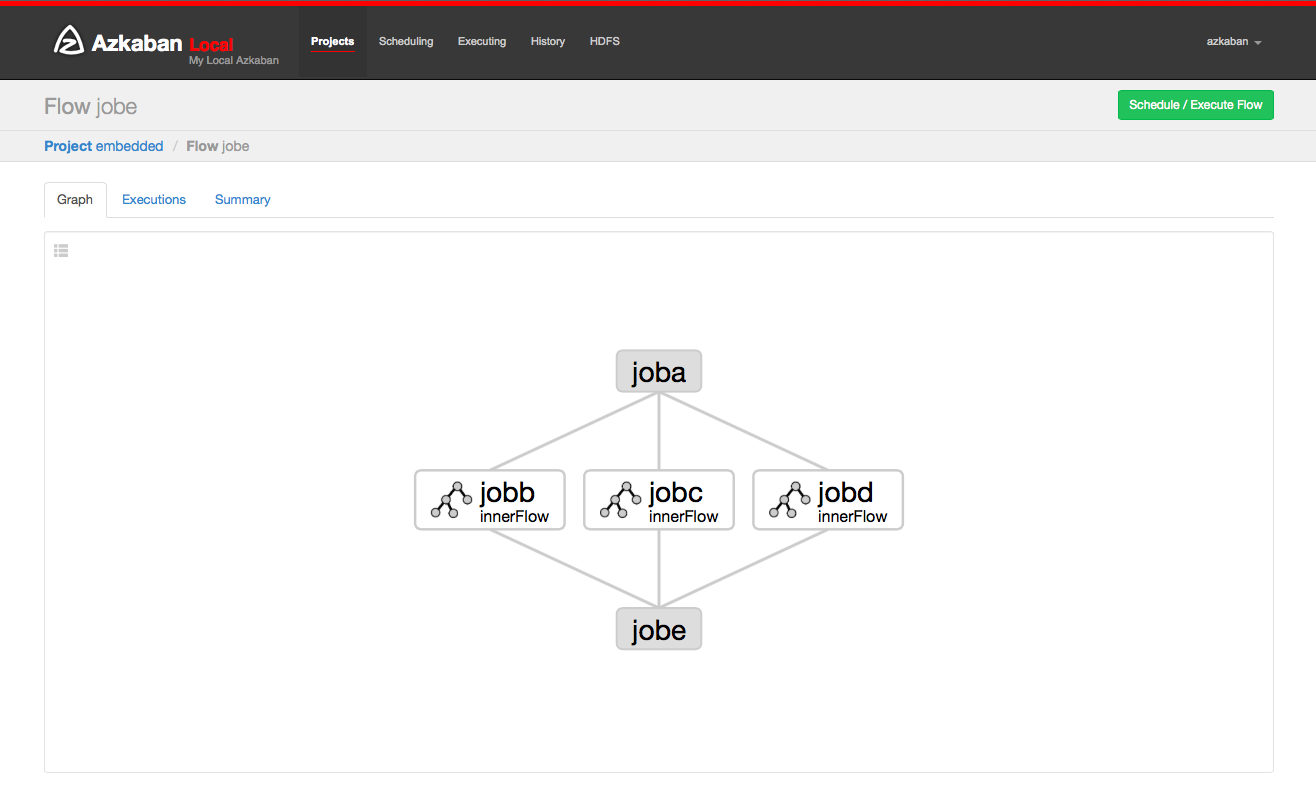 Azkaban Local
My Local Azkaban
Projects Scheduling Executing History HDFS
azkaban
Flow jobe
Schedule / Execute Flow
Project embedded / Flow jobe
Graph Executions Summary
joba
jobb jobc jobd
innerFlow innerFlow innerFlow
jobe